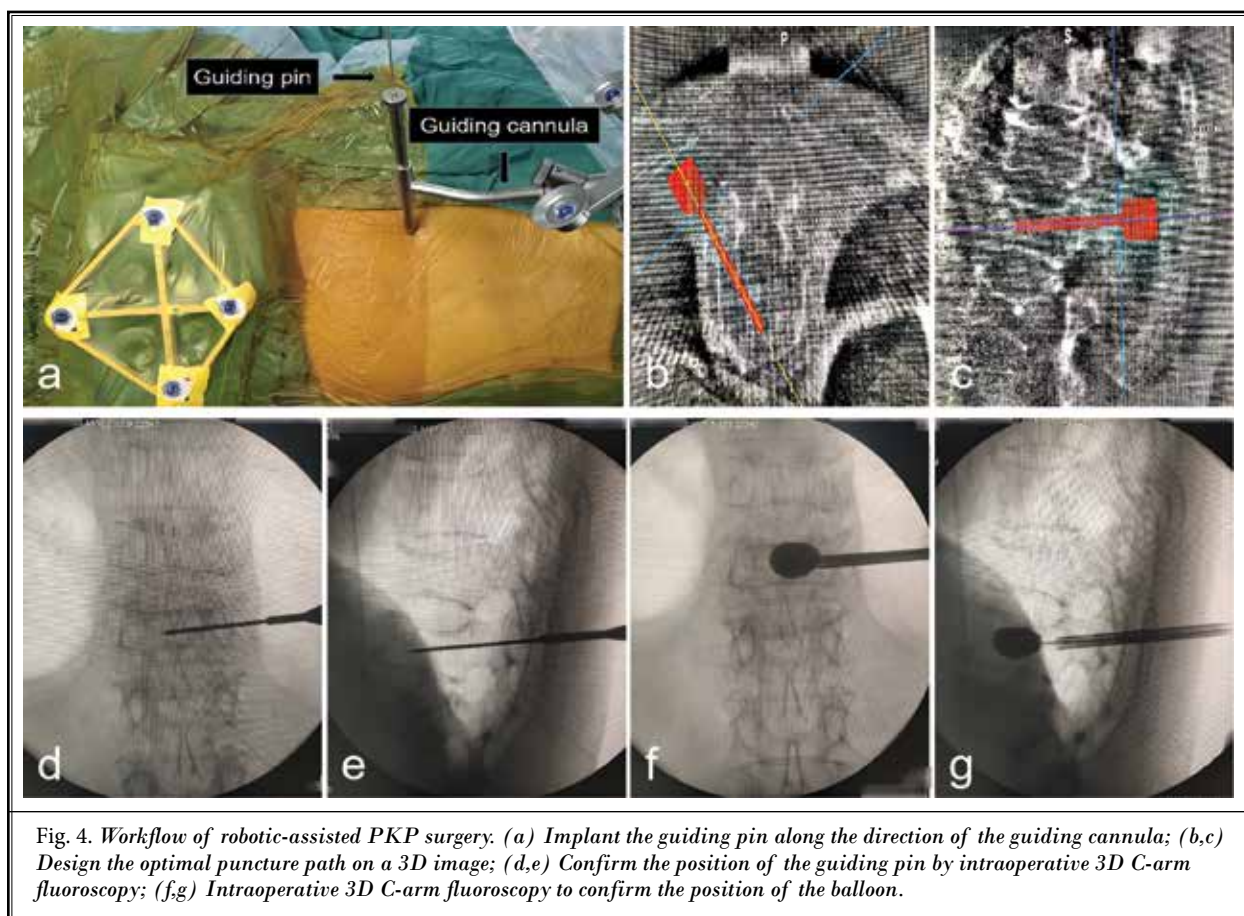 Guiding pin
Guiding cannula
P
S
a
b
c
d
e
f
g
Fig. 4. Workflow of robotic-assisted PKP surgery. (a) Implant the guiding pin along the direction of the guiding cannula; (b,c)
Design the optimal puncture path on a 3D image; (d,e) Confirm the position of the guiding pin by intraoperative 3D C-arm
fluoroscopy; (f,g) Intraoperative 3D C-arm fluoroscopy to confirm the position of the balloon.